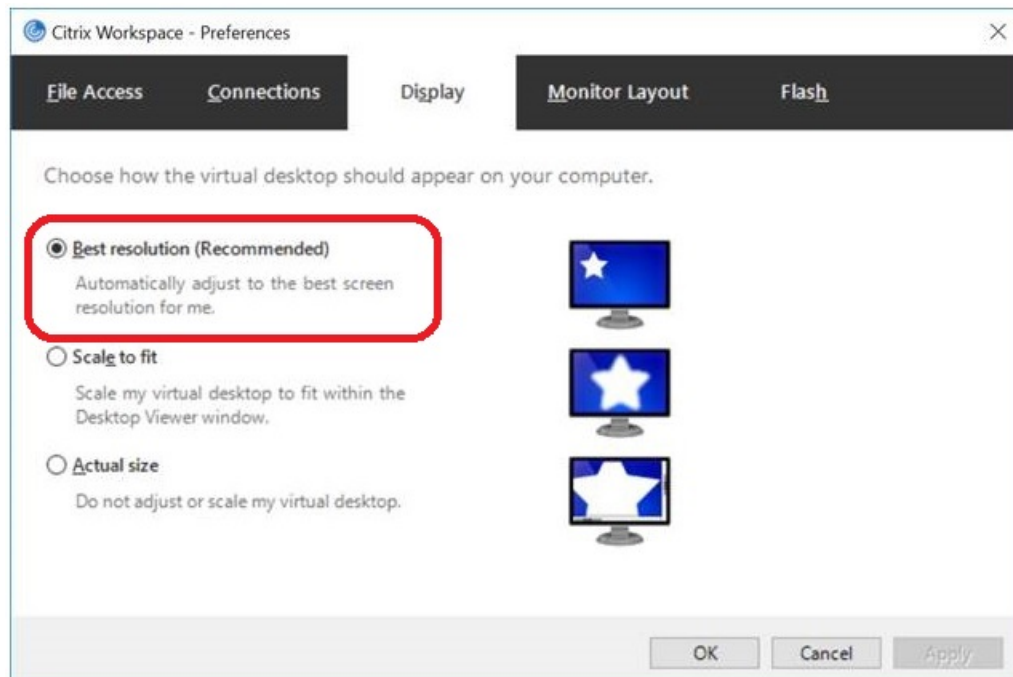 Citrix Workspace - Preferences
File Access Connections Display Monitor Layout Flash
Choose how the virtual desktop should appear on your computer.
Best resolution (Recommended)
Automatically adjust to the best screen
resolution for me.
Scale to fit
Scale my virtual desktop to fit within the
Desktop Viewer window.
Actual size
Do not adjust or scale my virtual desktop.
OK Cancel Apply